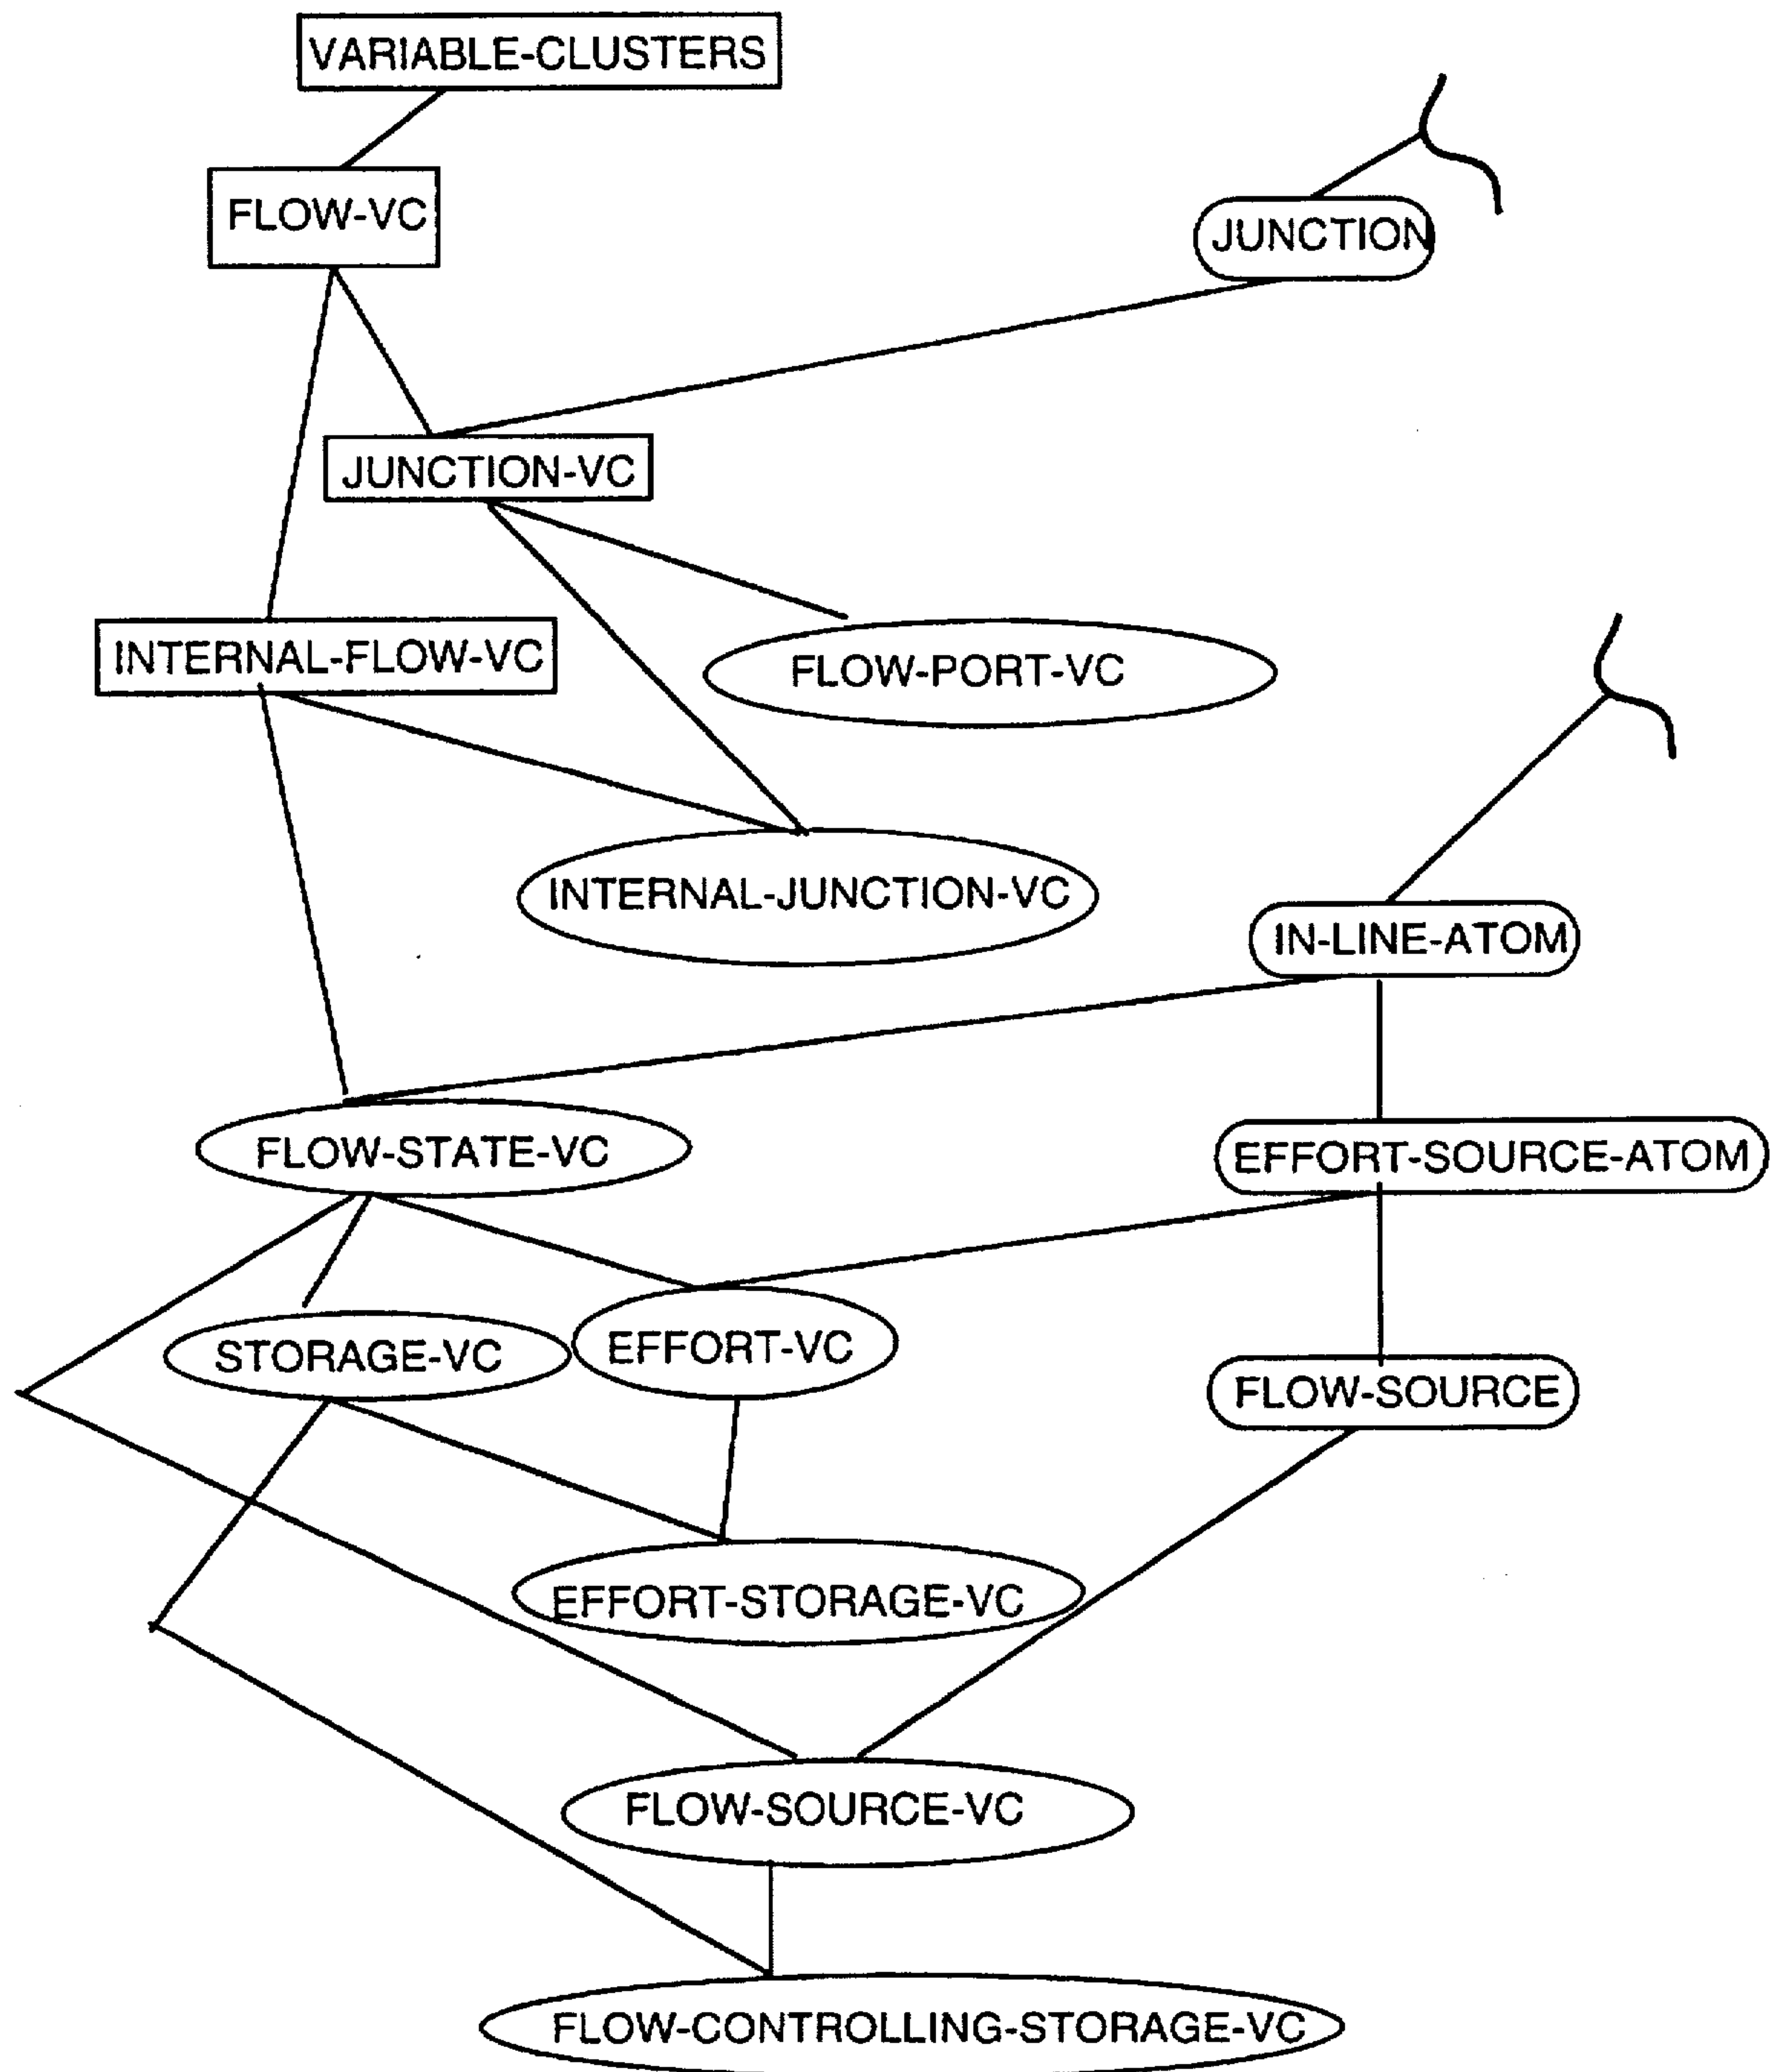 VARIABLE-CLUSTERS
FLOW-VC
JUNCTION
JUNCTION-VC
INTERNAL-FLOW-VC
FLOW-PORT-VC
INTERNAL-JUNCTION-VC
IN-LINE-ATOM
FLOW-STATE-VC
EFFORT-SOURCE-ATOM
STORAGE-VC
EFFORT-VC
FLOW-SOURCE
EFFORT-STORAGE-VC
FLOW-SOURCE-VC
FLOW-CONTROLLING-STORAGE-VC